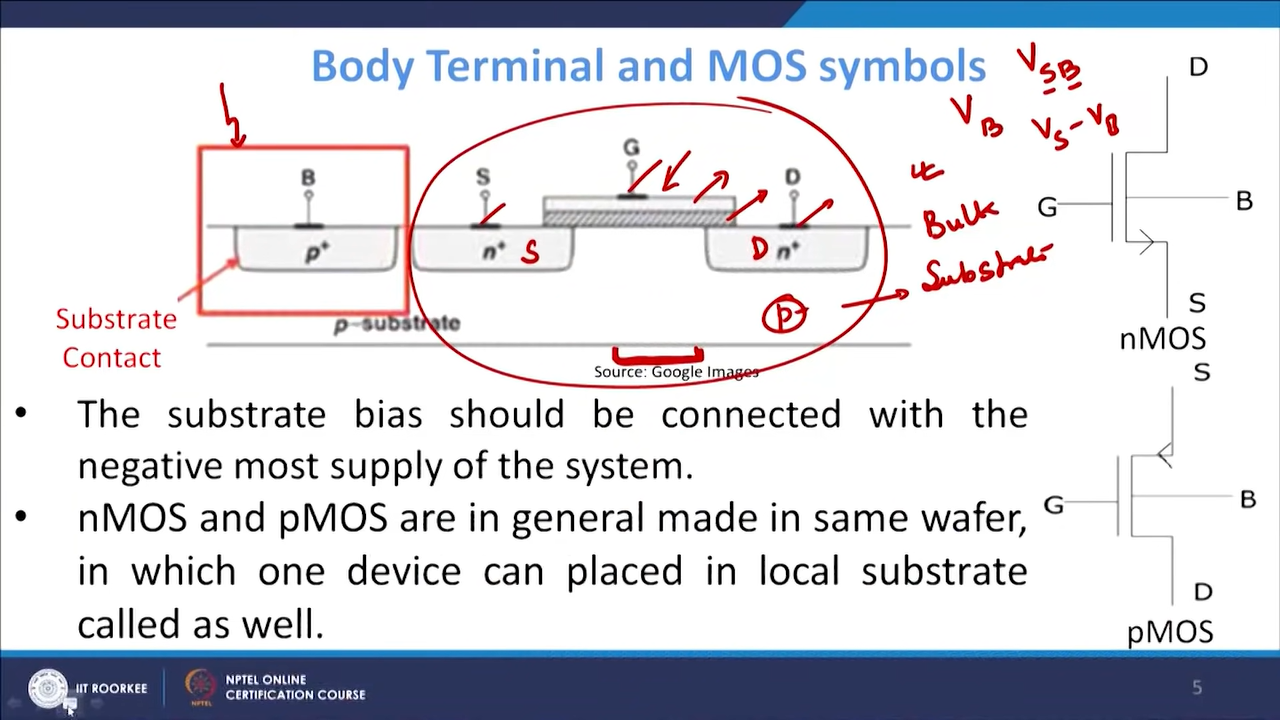 Body Terminal and MOS symbols
V_SB
V_B
V_S - V_B
D
G
B
S
nMOS
B
S
G
D
p+
n+
S
D
n+
Bulk
Substrate
p-
p-substrate
Substrate
Contact
Source: Google Images
• The substrate bias should be connected with the
negative most supply of the system.
• nMOS and pMOS are in general made in same wafer,
in which one device can placed in local substrate
called as well.
S
G
B
D
pMOS
IIT ROORKEE
NPTEL ONLINE
CERTIFICATION COURSE
NPTEL
5